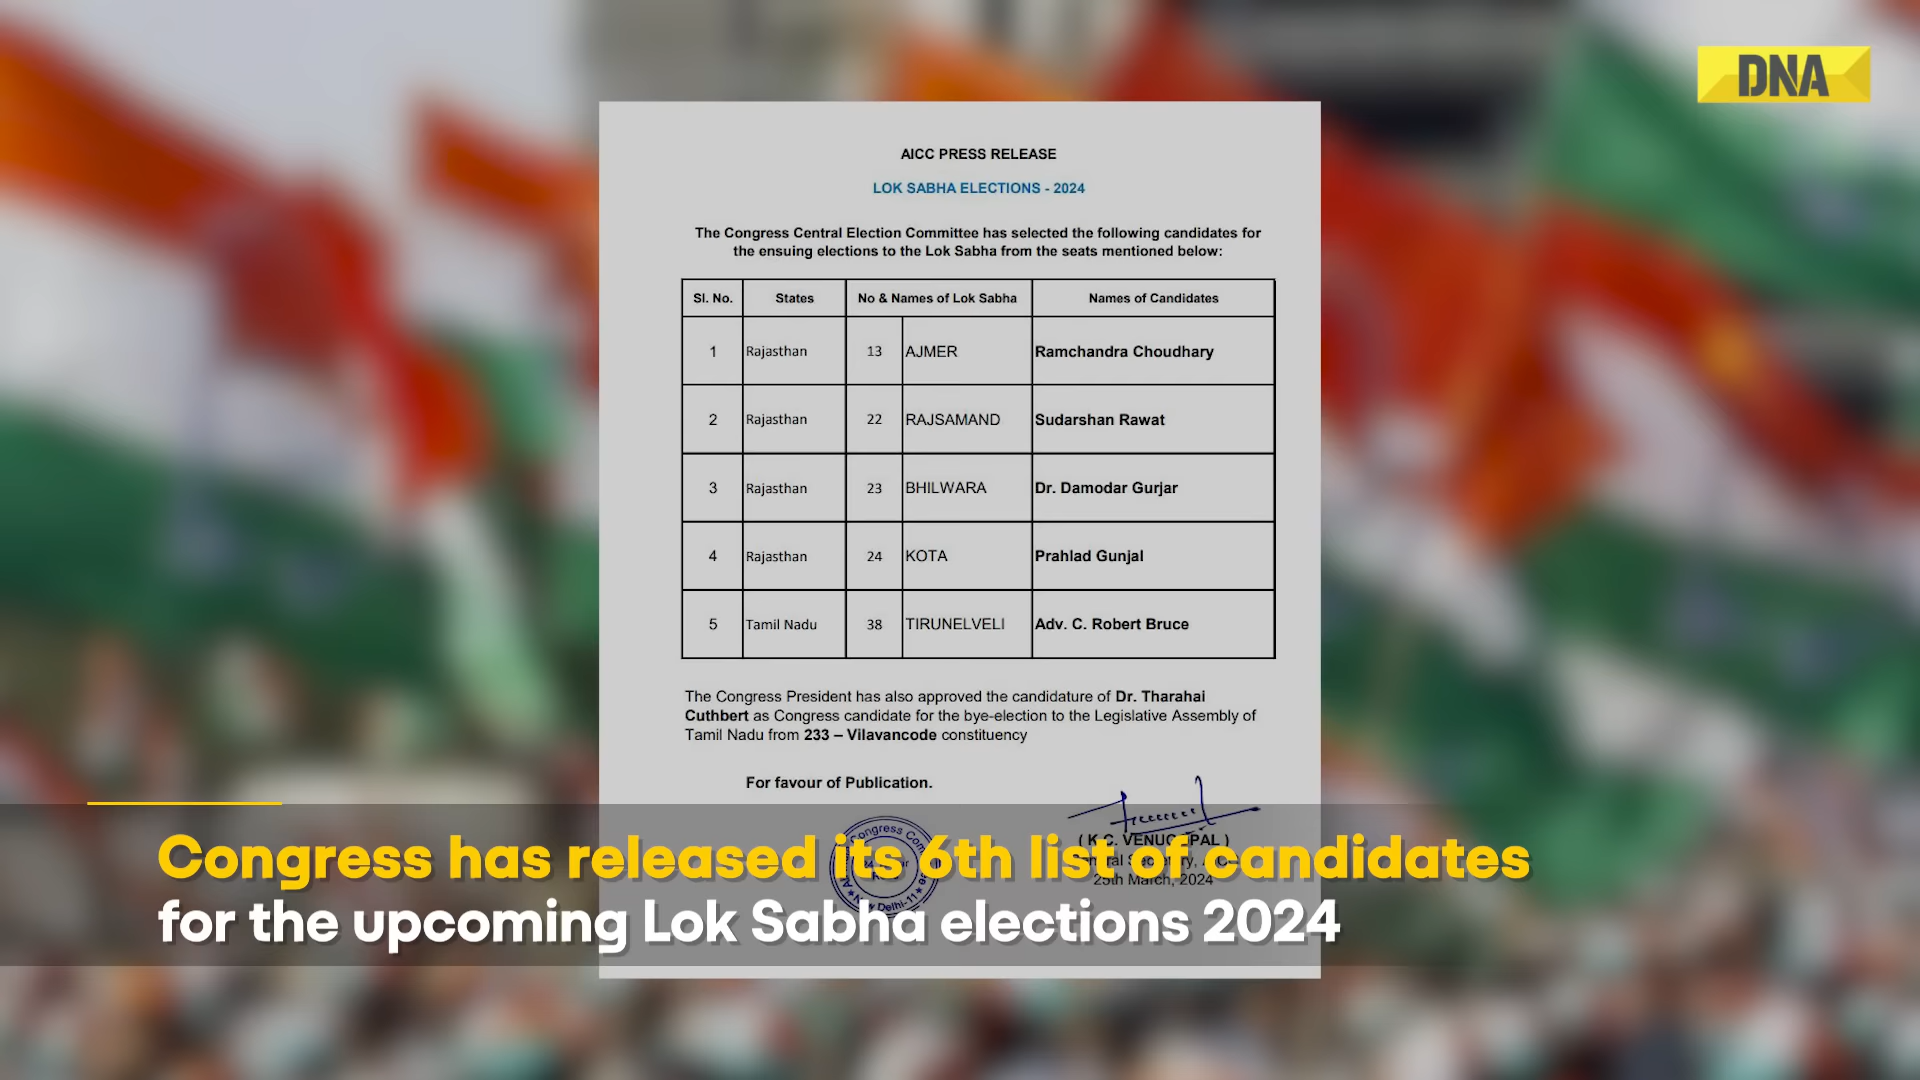 DNA
AICC PRESS RELEASE
LOK SABHA ELECTIONS - 2024
The Congress Central Election Committee has selected the following candidates for
the ensuing elections to the Lok Sabha from the seats mentioned below:
Sl. No. States No & Names of Lok Sabha Names of Candidates
1 Rajasthan 13 AJMER Ramchandra Choudhary
2 Rajasthan 22 RAJSAMAND Sudarshan Rawat
3 Rajasthan 23 BHILWARA Dr. Damodar Gurjar
4 Rajasthan 24 KOTA Prahlad Gunjal
5 Tamil Nadu 38 TIRUNELVELI Adv. C. Robert Bruce
The Congress President has also approved the candidature of Dr. Tharahai
Cuthbert as Congress candidate for the bye-election to the Legislative Assembly of
Tamil Nadu from 233 – Vilavancode constituency
For favour of Publication.
25th March, 2024
Congress has released its 6th list of candidates
for the upcoming Lok Sabha elections 2024